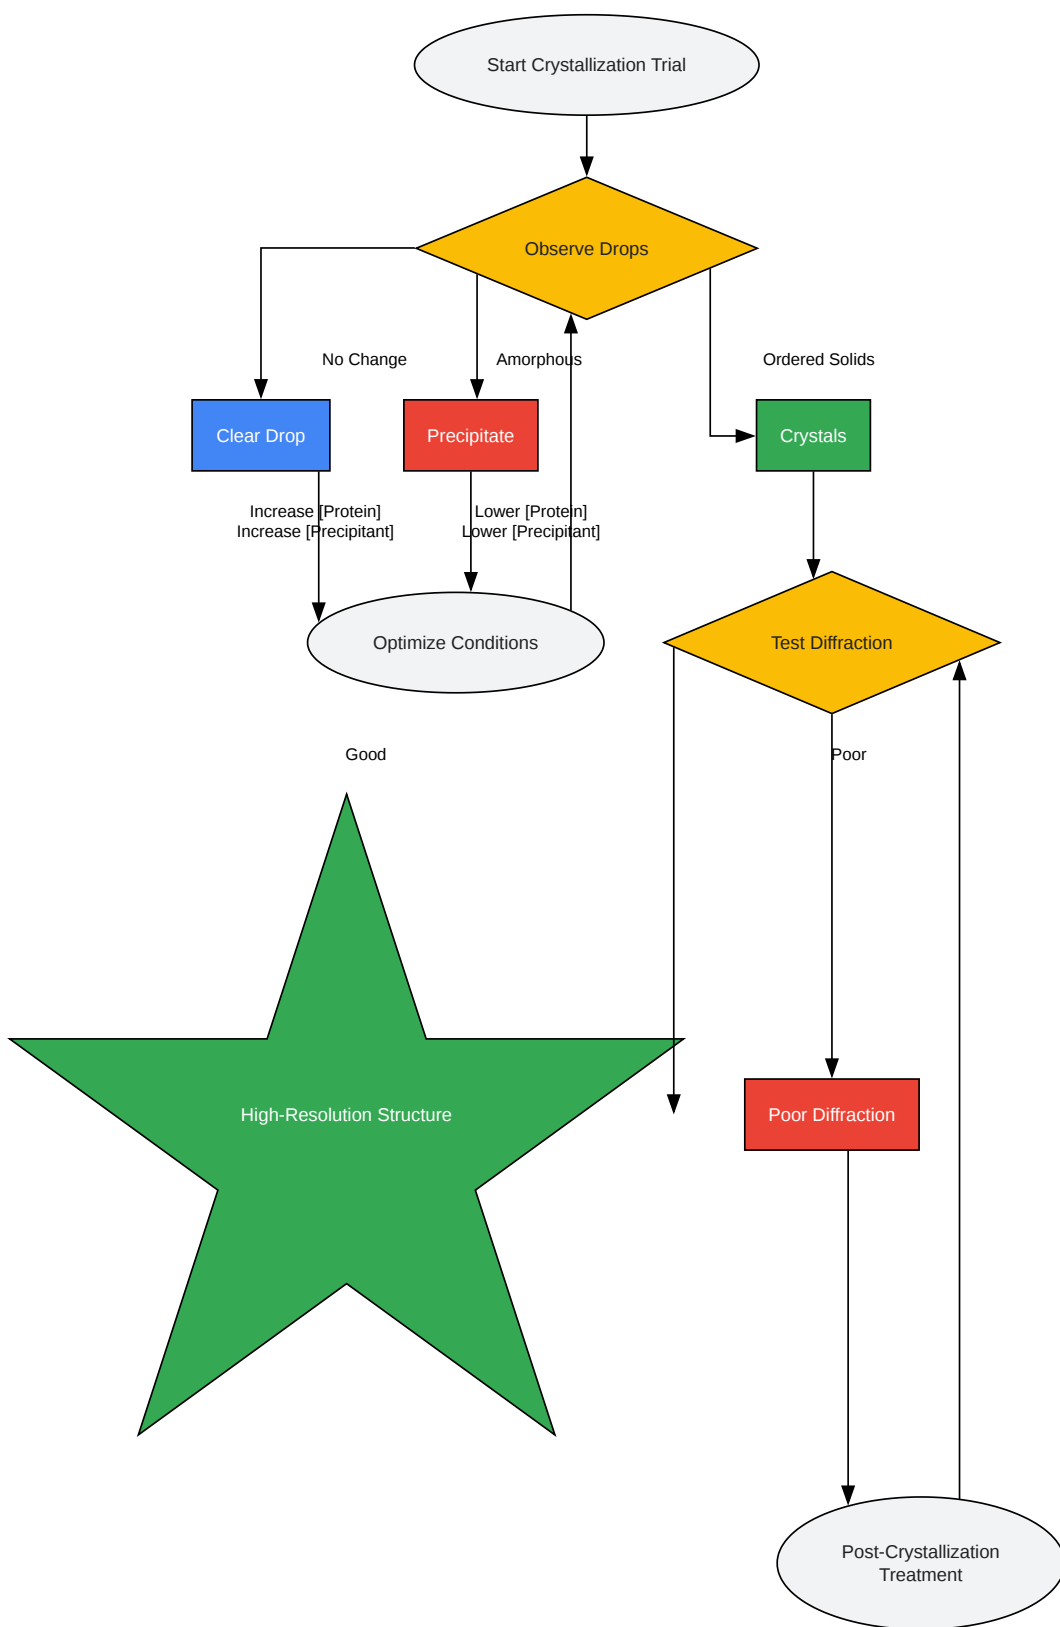 Start Crystallization Trial
Observe Drops
No Change
Amorphous
Ordered Solids
Clear Drop
Precipitate
Crystals
Increase [Protein]
Increase [Precipitant]
Lower [Protein]
Lower [Precipitant]
Optimize Conditions
Test Diffraction
Good
Poor
High-Resolution Structure
Poor Diffraction
Post-Crystallization
Treatment